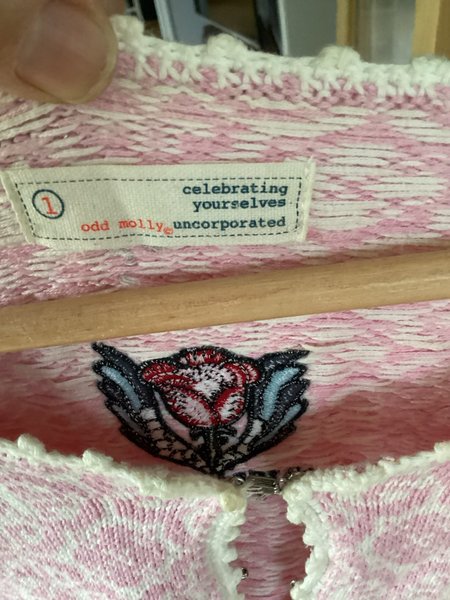 1
celebrating
yourselves
odd molly© uncorporated